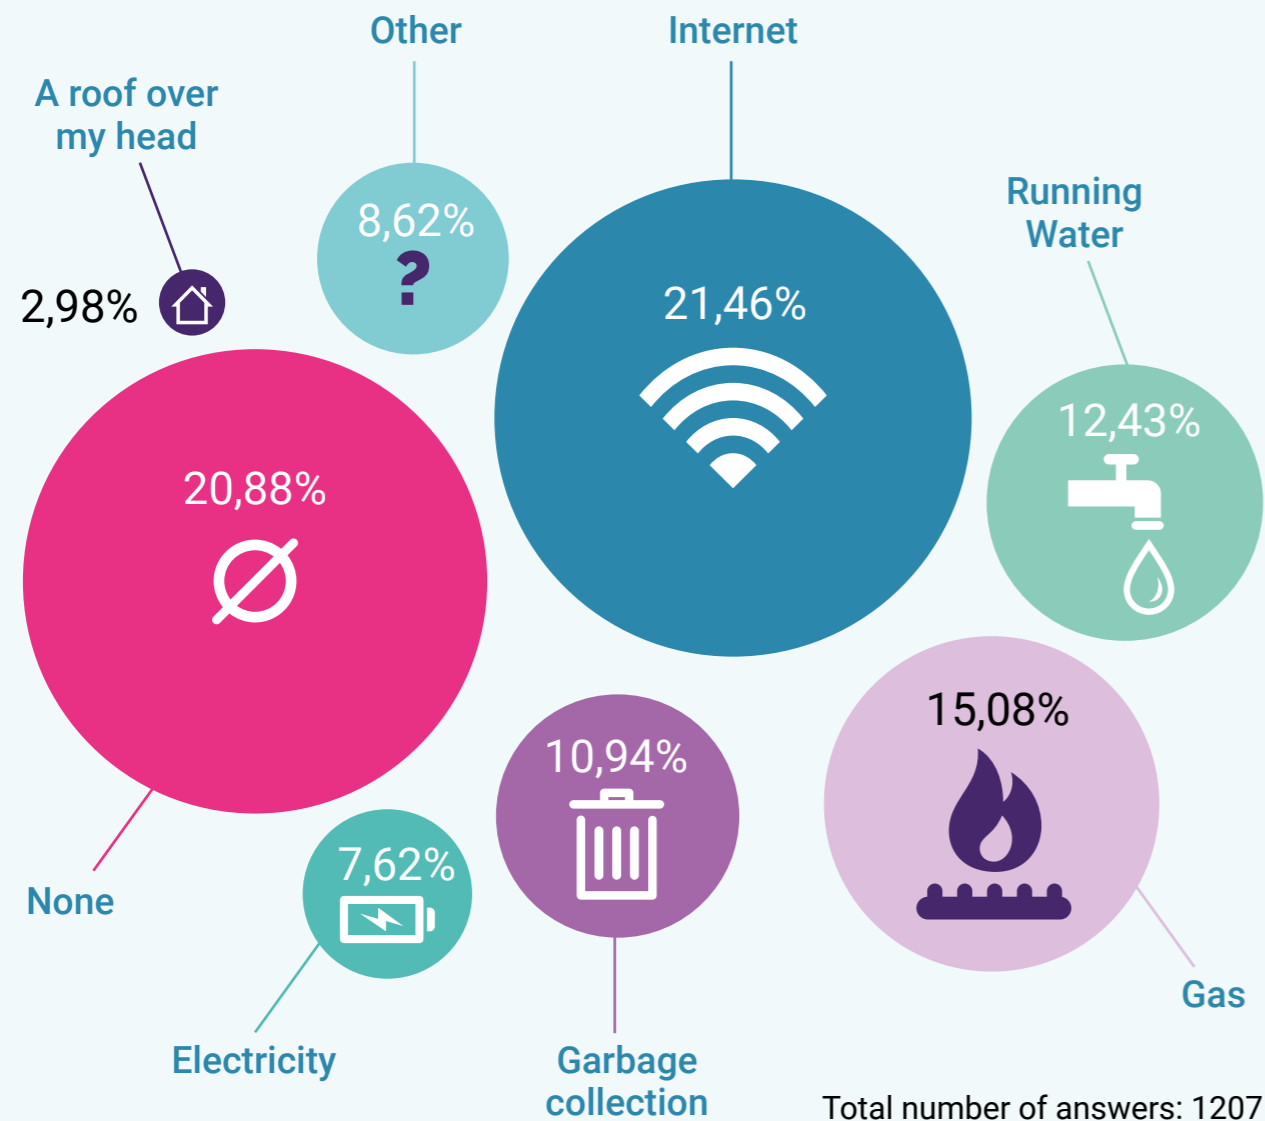 Other
Internet
A roof over
my head
Running
Water
8,62%
?
2,98%
21,46%
12,43%
20,88%
15,08%
10,94%
7,62%
None
Gas
Electricity
Garbage
collection
Total number of answers: 1207